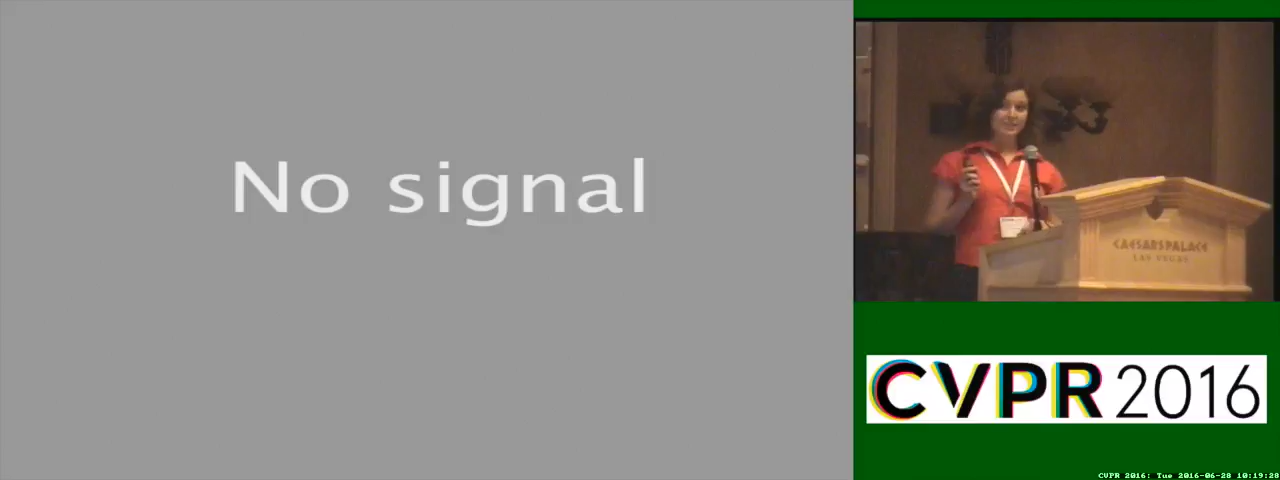 No signal
CAESARS PALACE
LAS VEGAS
CVPR 2016
CVPR 2016: Tue 2016-06-28 10:19:28